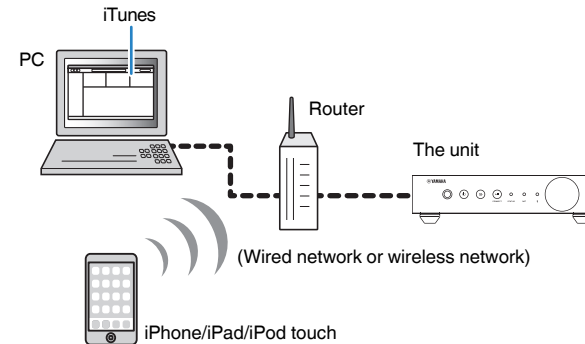 iTunes
PC
Router
The unit
YAMAHA
(Wired network or wireless network)
iPhone/iPad/iPod touch